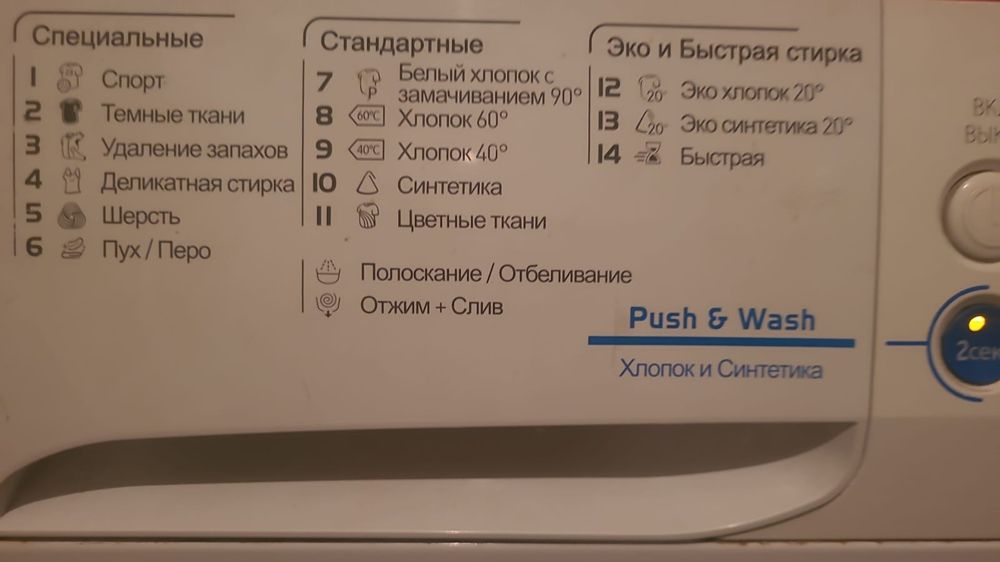 Специальные
1 Спорт
2 Темные ткани
3 Удаление запахов
4 Деликатная стирка
5 Шерсть
6 Пух / Перо
Стандартные
7 Белый хлопок с
замачиванием 90°
8 60°C Хлопок 60°
9 40°C Хлопок 40°
10 Синтетика
11 Цветные ткани
Полоскание / Отбеливание
Отжим + Слив
Эко и Быстрая стирка
12 20° Эко хлопок 20°
13 20° Эко синтетика 20°
14 Быстрая
Push & Wash
Хлопок и Синтетика
2сек